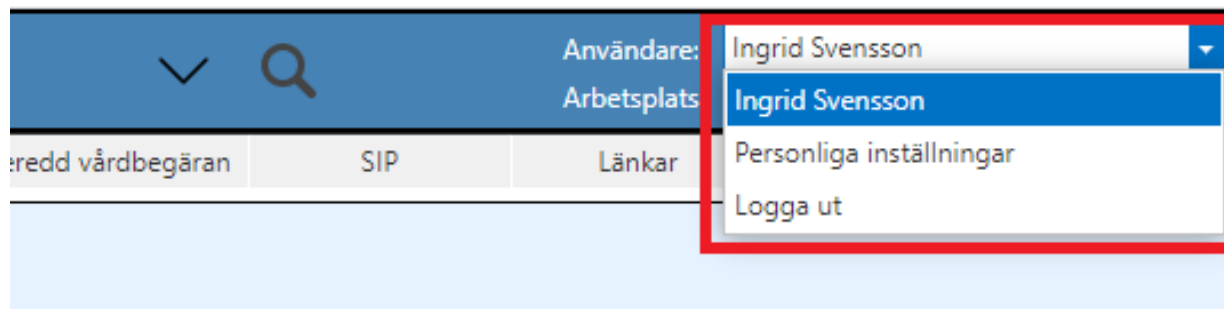 Användare: Ingrid Svensson
Arbetsplats Ingrid Svensson
eredd vårdbegäran SIP Länkar Personliga inställningar
Logga ut